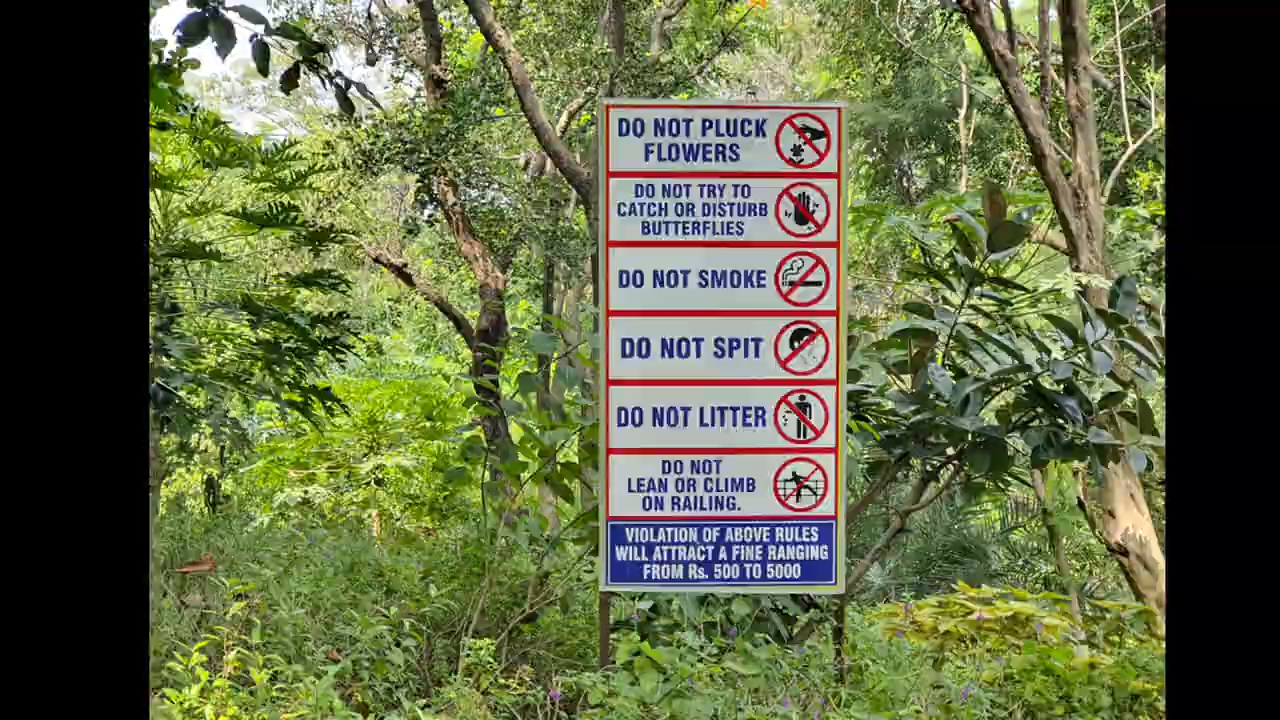 DO NOT PLUCK
FLOWERS
DO NOT TRY TO
CATCH OR DISTURB
BUTTERFLIES
DO NOT SMOKE
DO NOT SPIT
DO NOT LITTER
DO NOT
LEAN OR CLIMB
ON RAILING.
VIOLATION OF ABOVE RULES
WILL ATTRACT A FINE RANGING
FROM Rs. 500 TO 5000